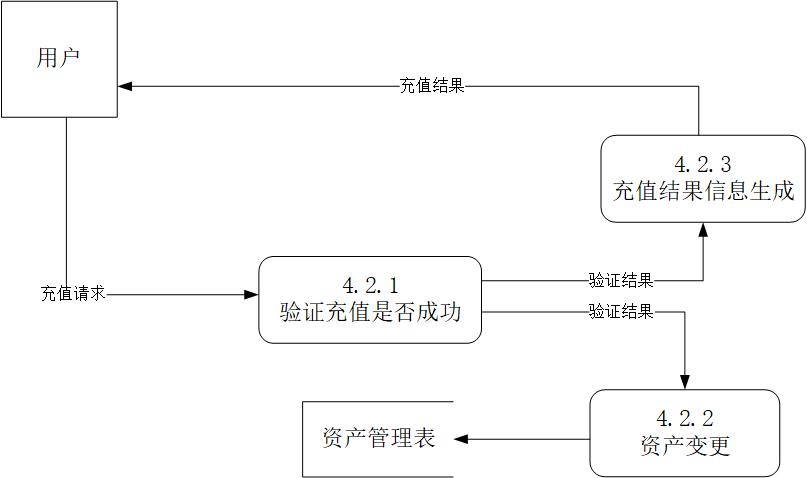 用户
充值结果
4.2.3
充值结果信息生成
充值请求
4.2.1
验证充值是否成功
验证结果
验证结果
4.2.2
资产变更
资产管理表